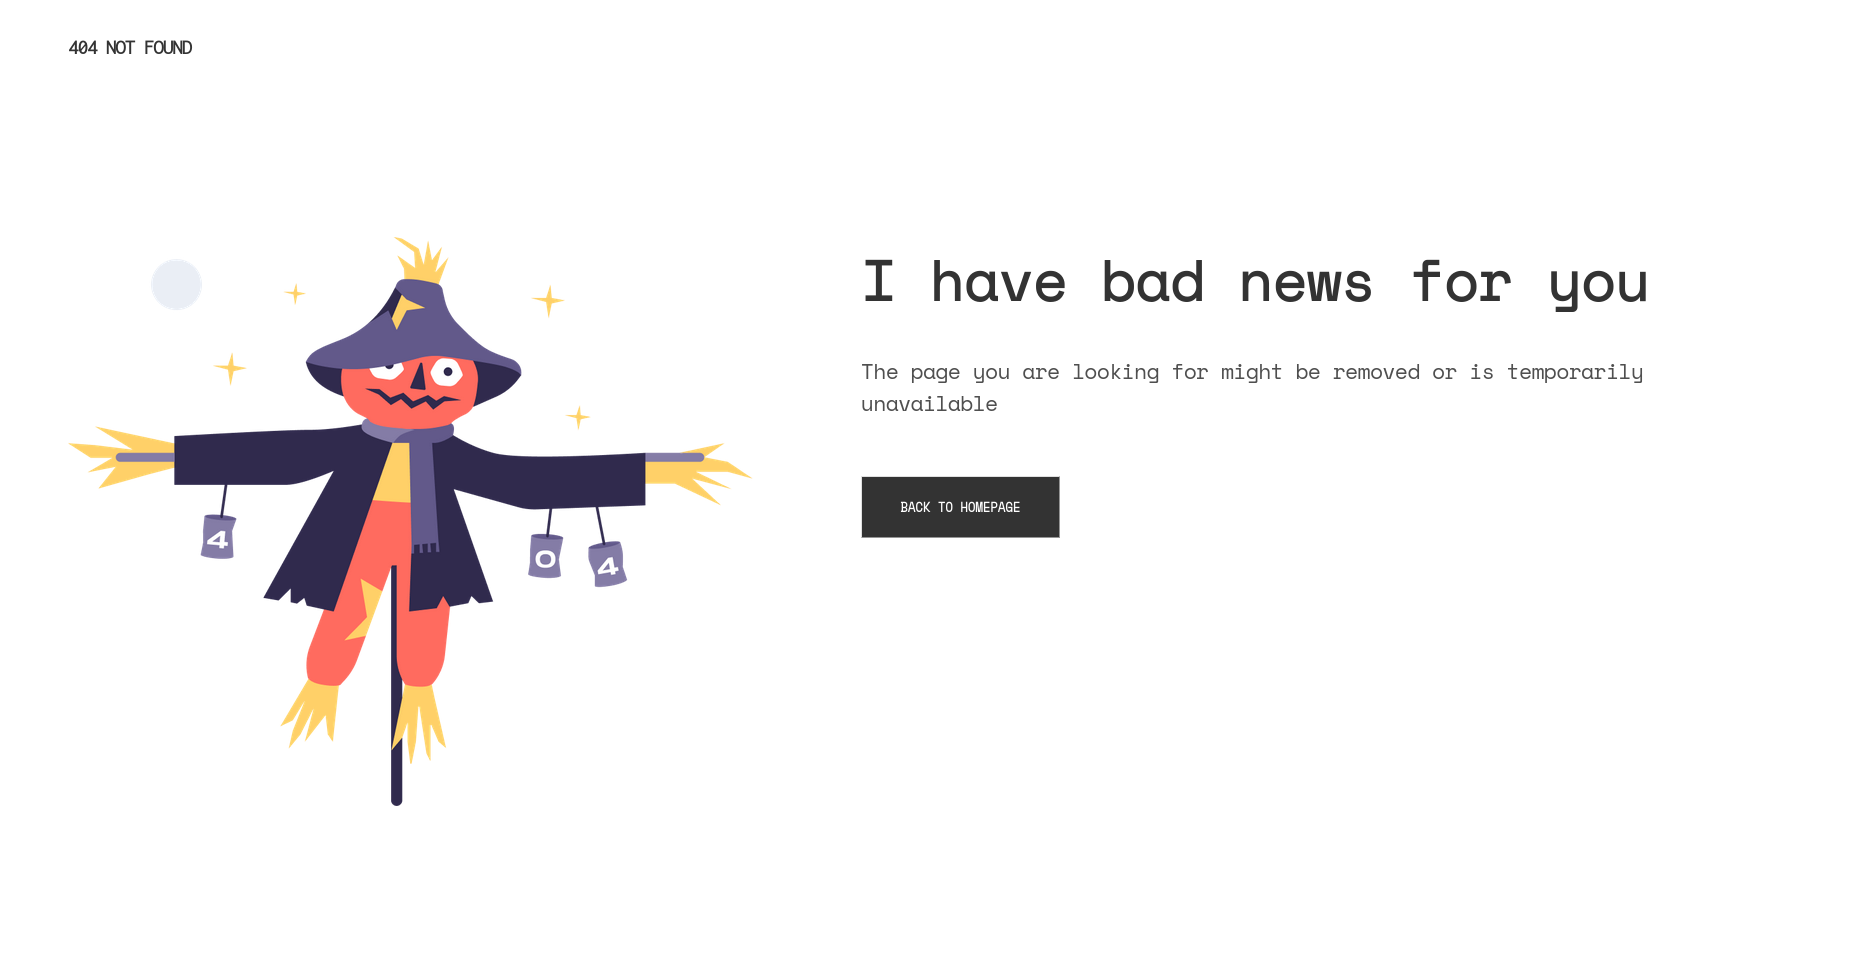 404 NOT FOUND
I have bad news for you
The page you are looking for might be removed or is temporarily
unavailable
BACK TO HOMEPAGE
4
0
4